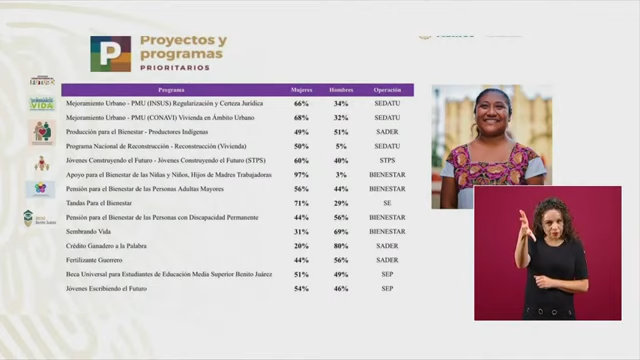 P
Proyectos y
programas
PRIORITARIOS
Programa Mujeres Hombres Operación
Mejoramiento Urbano - PMU (INSUS) Regularización y Certeza Jurídica 66% 34% SEDATU
Mejoramiento Urbano - PMU (CONAVI) Vivienda en Ámbito Urbano 68% 32% SEDATU
Producción para el Bienestar - Productores Indígenas 49% 51% SADER
Programa Nacional de Reconstrucción - Reconstrucción (Vivienda) 50% 5% SEDATU
Jóvenes Construyendo el Futuro - Jóvenes Construyendo el Futuro (STPS) 60% 40% STPS
Apoyo para el Bienestar de las Niñas y Niños, Hijos de Madres Trabajadoras 97% 3% BIENESTAR
Pensión para el Bienestar de las Personas Adultas Mayores 56% 44% BIENESTAR
Tandas Para el Bienestar 71% 29% SE
Pensión para el Bienestar de las Personas con Discapacidad Permanente 44% 56% BIENESTAR
Sembrando Vida 31% 69% BIENESTAR
Crédito Ganadero a la Palabra 20% 80% SADER
Fertilizante Guerrero 44% 56% SADER
Beca Universal para Estudiantes de Educación Media Superior Benito Juárez 51% 49% SEP
Jóvenes Escribiendo el Futuro 54% 46% SEP
SEMBRANDO
VIDA